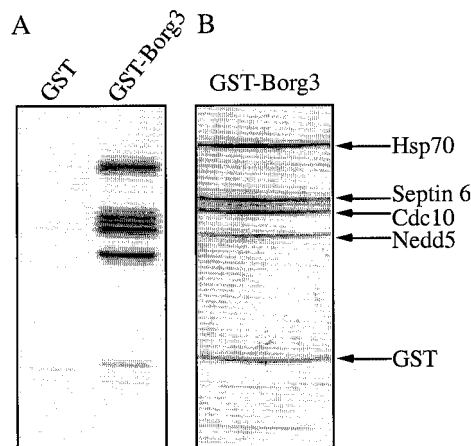 A
GST
GST-Borg3
B
GST-Borg3
Hsp70
Septin 6
Cdc10
Nedd5
GST